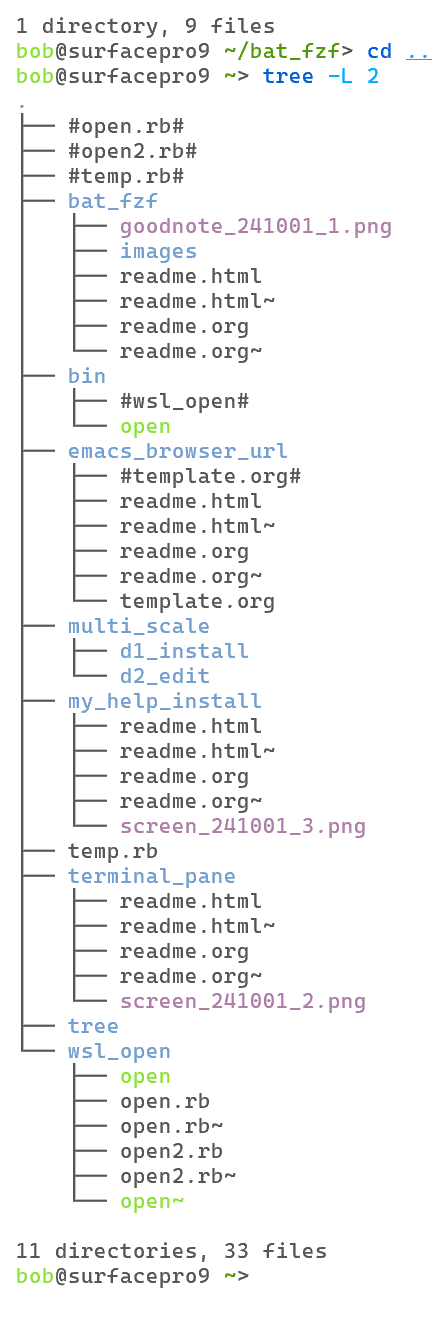 1 directory, 9 files
bob@surfacepro9 ~/bat_fzf> cd ..
bob@surfacepro9 ~> tree -L 2
.
├── #open.rb#
├── #open2.rb#
├── #temp.rb#
├── bat_fzf
│   ├── goodnote_241001_1.png
│   ├── images
│   ├── readme.html
│   ├── readme.html~
│   ├── readme.org
│   └── readme.org~
├── bin
│   ├── #wsl_open#
│   └── open
├── emacs_browser_url
│   ├── #template.org#
│   ├── readme.html
│   ├── readme.html~
│   ├── readme.org
│   ├── readme.org~
│   └── template.org
├── multi_scale
│   ├── d1_install
│   └── d2_edit
├── my_help_install
│   ├── readme.html
│   ├── readme.html~
│   ├── readme.org
│   ├── readme.org~
│   └── screen_241001_3.png
├── temp.rb
├── terminal_pane
│   ├── readme.html
│   ├── readme.html~
│   ├── readme.org
│   ├── readme.org~
│   └── screen_241001_2.png
├── tree
└── wsl_open
    ├── open
    ├── open.rb
    ├── open.rb~
    ├── open2.rb
    ├── open2.rb~
    └── open~

11 directories, 33 files
bob@surfacepro9 ~>